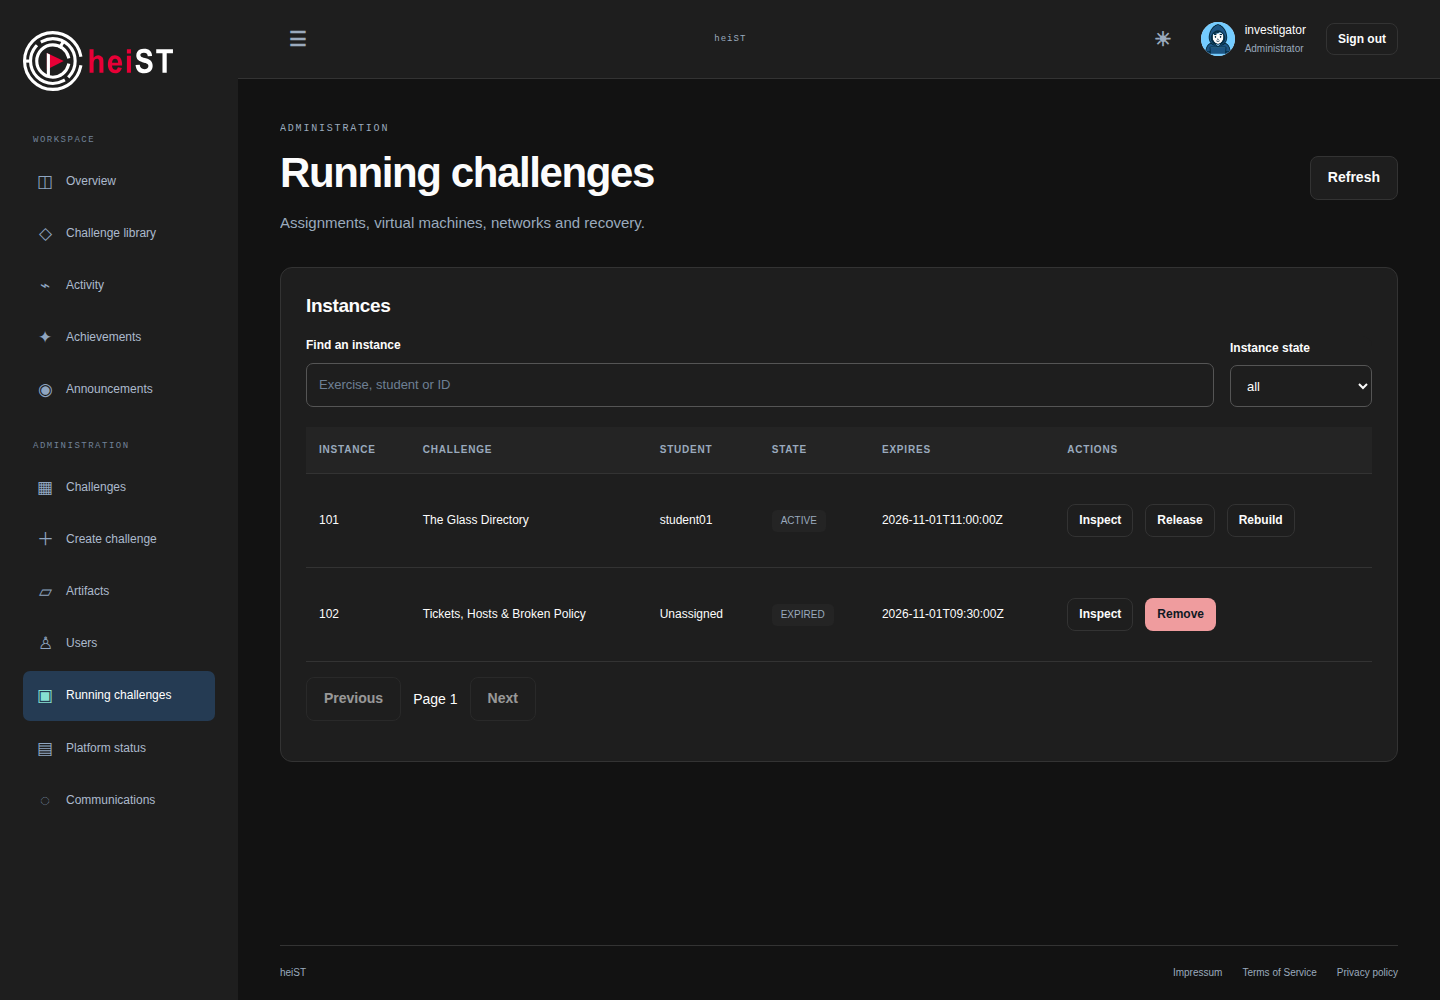 heiST
WORKSPACE
Overview
Challenge library
Activity
Achievements
Announcements
ADMINISTRATION
Challenges
Create challenge
Artifacts
Users
Running challenges
Platform status
Communications
heiST
investigator
Administrator
Sign out
ADMINISTRATION
Running challenges
Refresh
Assignments, virtual machines, networks and recovery.
Instances
Find an instance
Exercise, student or ID
Instance state
all
INSTANCE CHALLENGE STUDENT STATE EXPIRES ACTIONS
101 The Glass Directory student01 ACTIVE 2026-11-01T11:00:00Z Inspect Release Rebuild
102 Tickets, Hosts & Broken Policy Unassigned EXPIRED 2026-11-01T09:30:00Z Inspect Remove
Previous Page 1 Next
heiST
Impressum Terms of Service Privacy policy